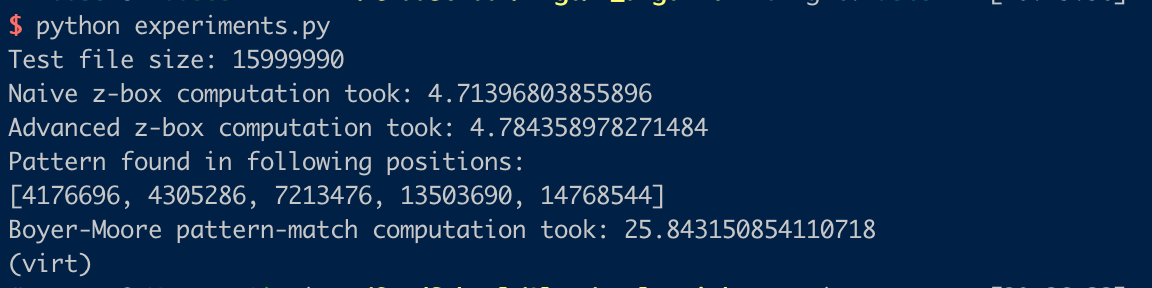 $ python experiments.py
Test file size: 15999990
Naive z-box computation took: 4.71396803855896
Advanced z-box computation took: 4.784358978271484
Pattern found in following positions:
[4176696, 4305286, 7213476, 13503690, 14768544]
Boyer-Moore pattern-match computation took: 25.843150854110718
(virt)